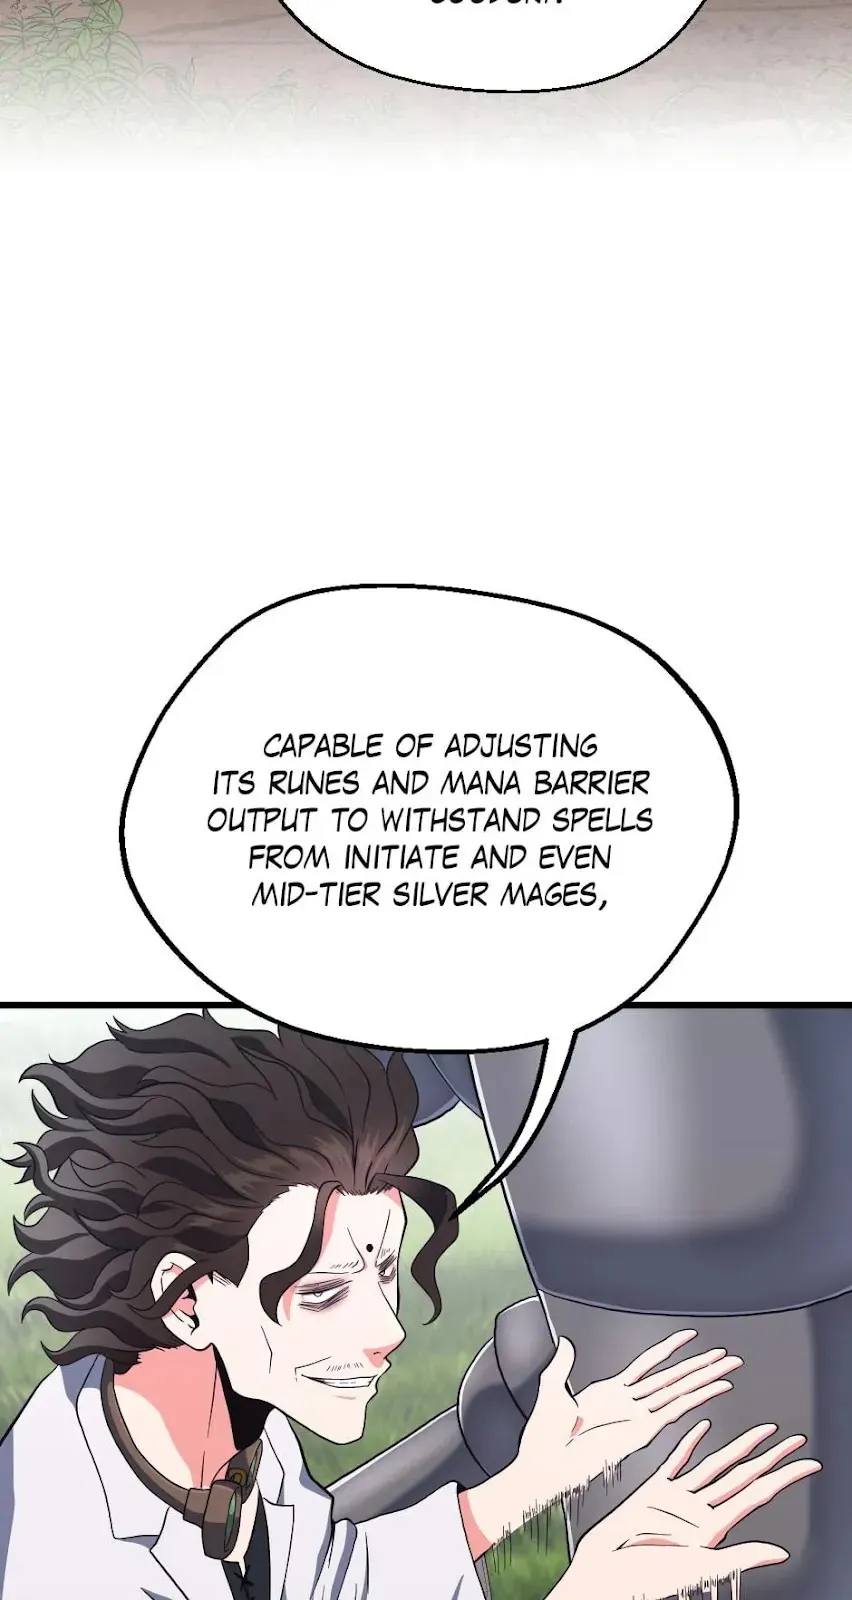 CAPABLE OF ADJUSTING
ITS RUNES AND MANA BARRIER
OUTPUT TO WITHSTAND SPELLS
FROM INITIATE AND EVEN
MID-TIER SILVER MAGES,